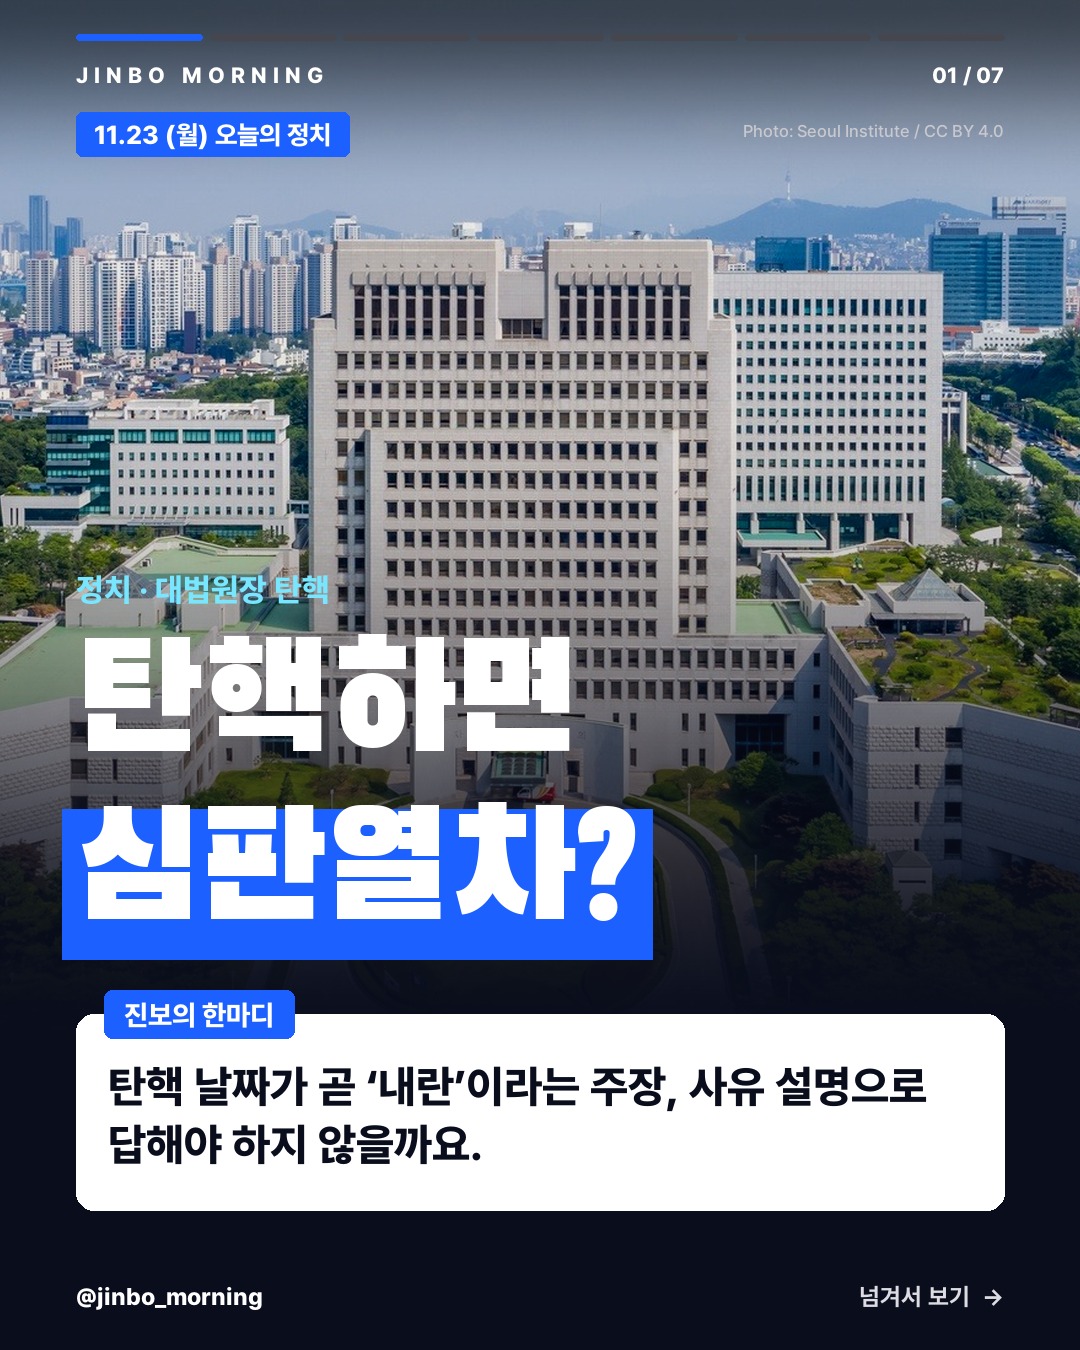 JINBO MORNING
01 / 07
11.23 (월) 오늘의 정치
Photo: Seoul Institute / CC BY 4.0
정치 · 대법원장 탄핵
탄핵하면
심판열차?
진보의 한마디
탄핵 날짜가 곧 ‘내란’이라는 주장, 사유 설명으로
답해야 하지 않을까요.
@jinbo_morning
넘겨서 보기 →